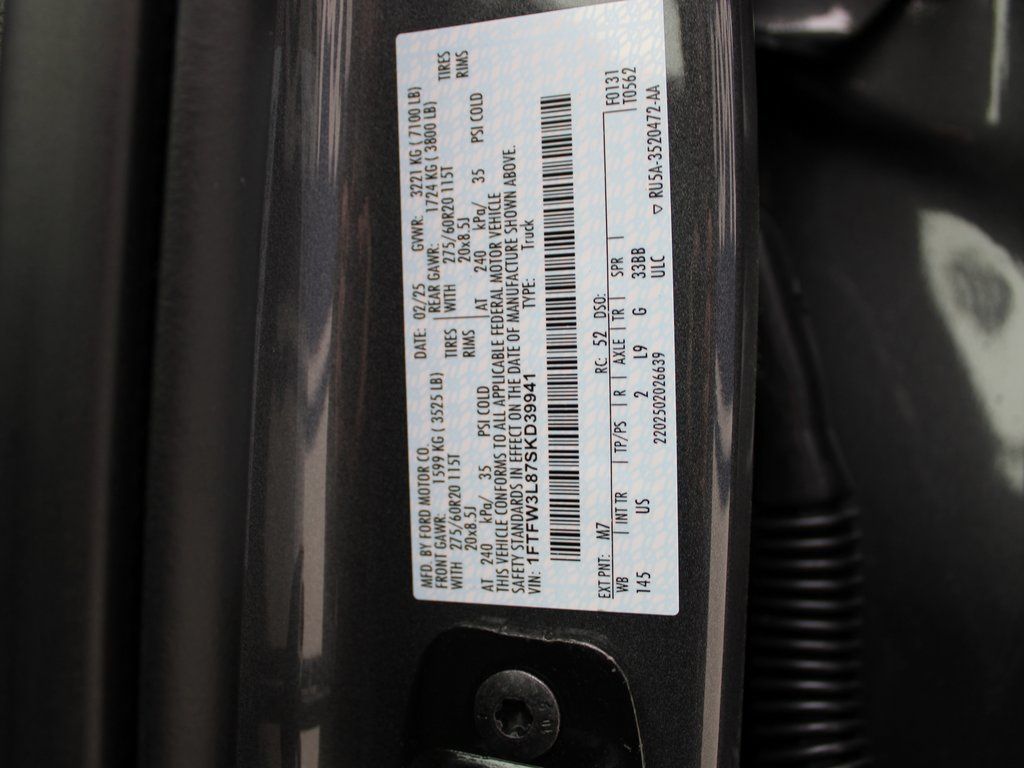 MFD. BY FORD MOTOR CO. DATE: 02/25 GVWR: 3221 KG ( 7100 LB)
FRONT GAWR: 1599 KG ( 3525 LB) REAR GAWR: 1724 KG ( 3800 LB)
WITH 275/60R20 115T TIRES WITH 275/60R20 115T TIRES
20x8.5J RIMS 20x8.5J RIMS
AT 240 kPa/ 35 PSI COLD AT 240 kPa/ 35 PSI COLD
THIS VEHICLE CONFORMS TO ALL APPLICABLE FEDERAL MOTOR VEHICLE
SAFETY STANDARDS IN EFFECT ON THE DATE OF MANUFACTURE SHOWN ABOVE.
VIN: 1FTFW3L87SKD39941 TYPE: Truck
EXT PNT: M7 RC: 52 DSO: F0131
WB INT TR TP/PS R AXLE TR SPR T0562
145 US 2 L9 G 33BB
2202502026639 ULC ▽ RU5A-3520472-AA